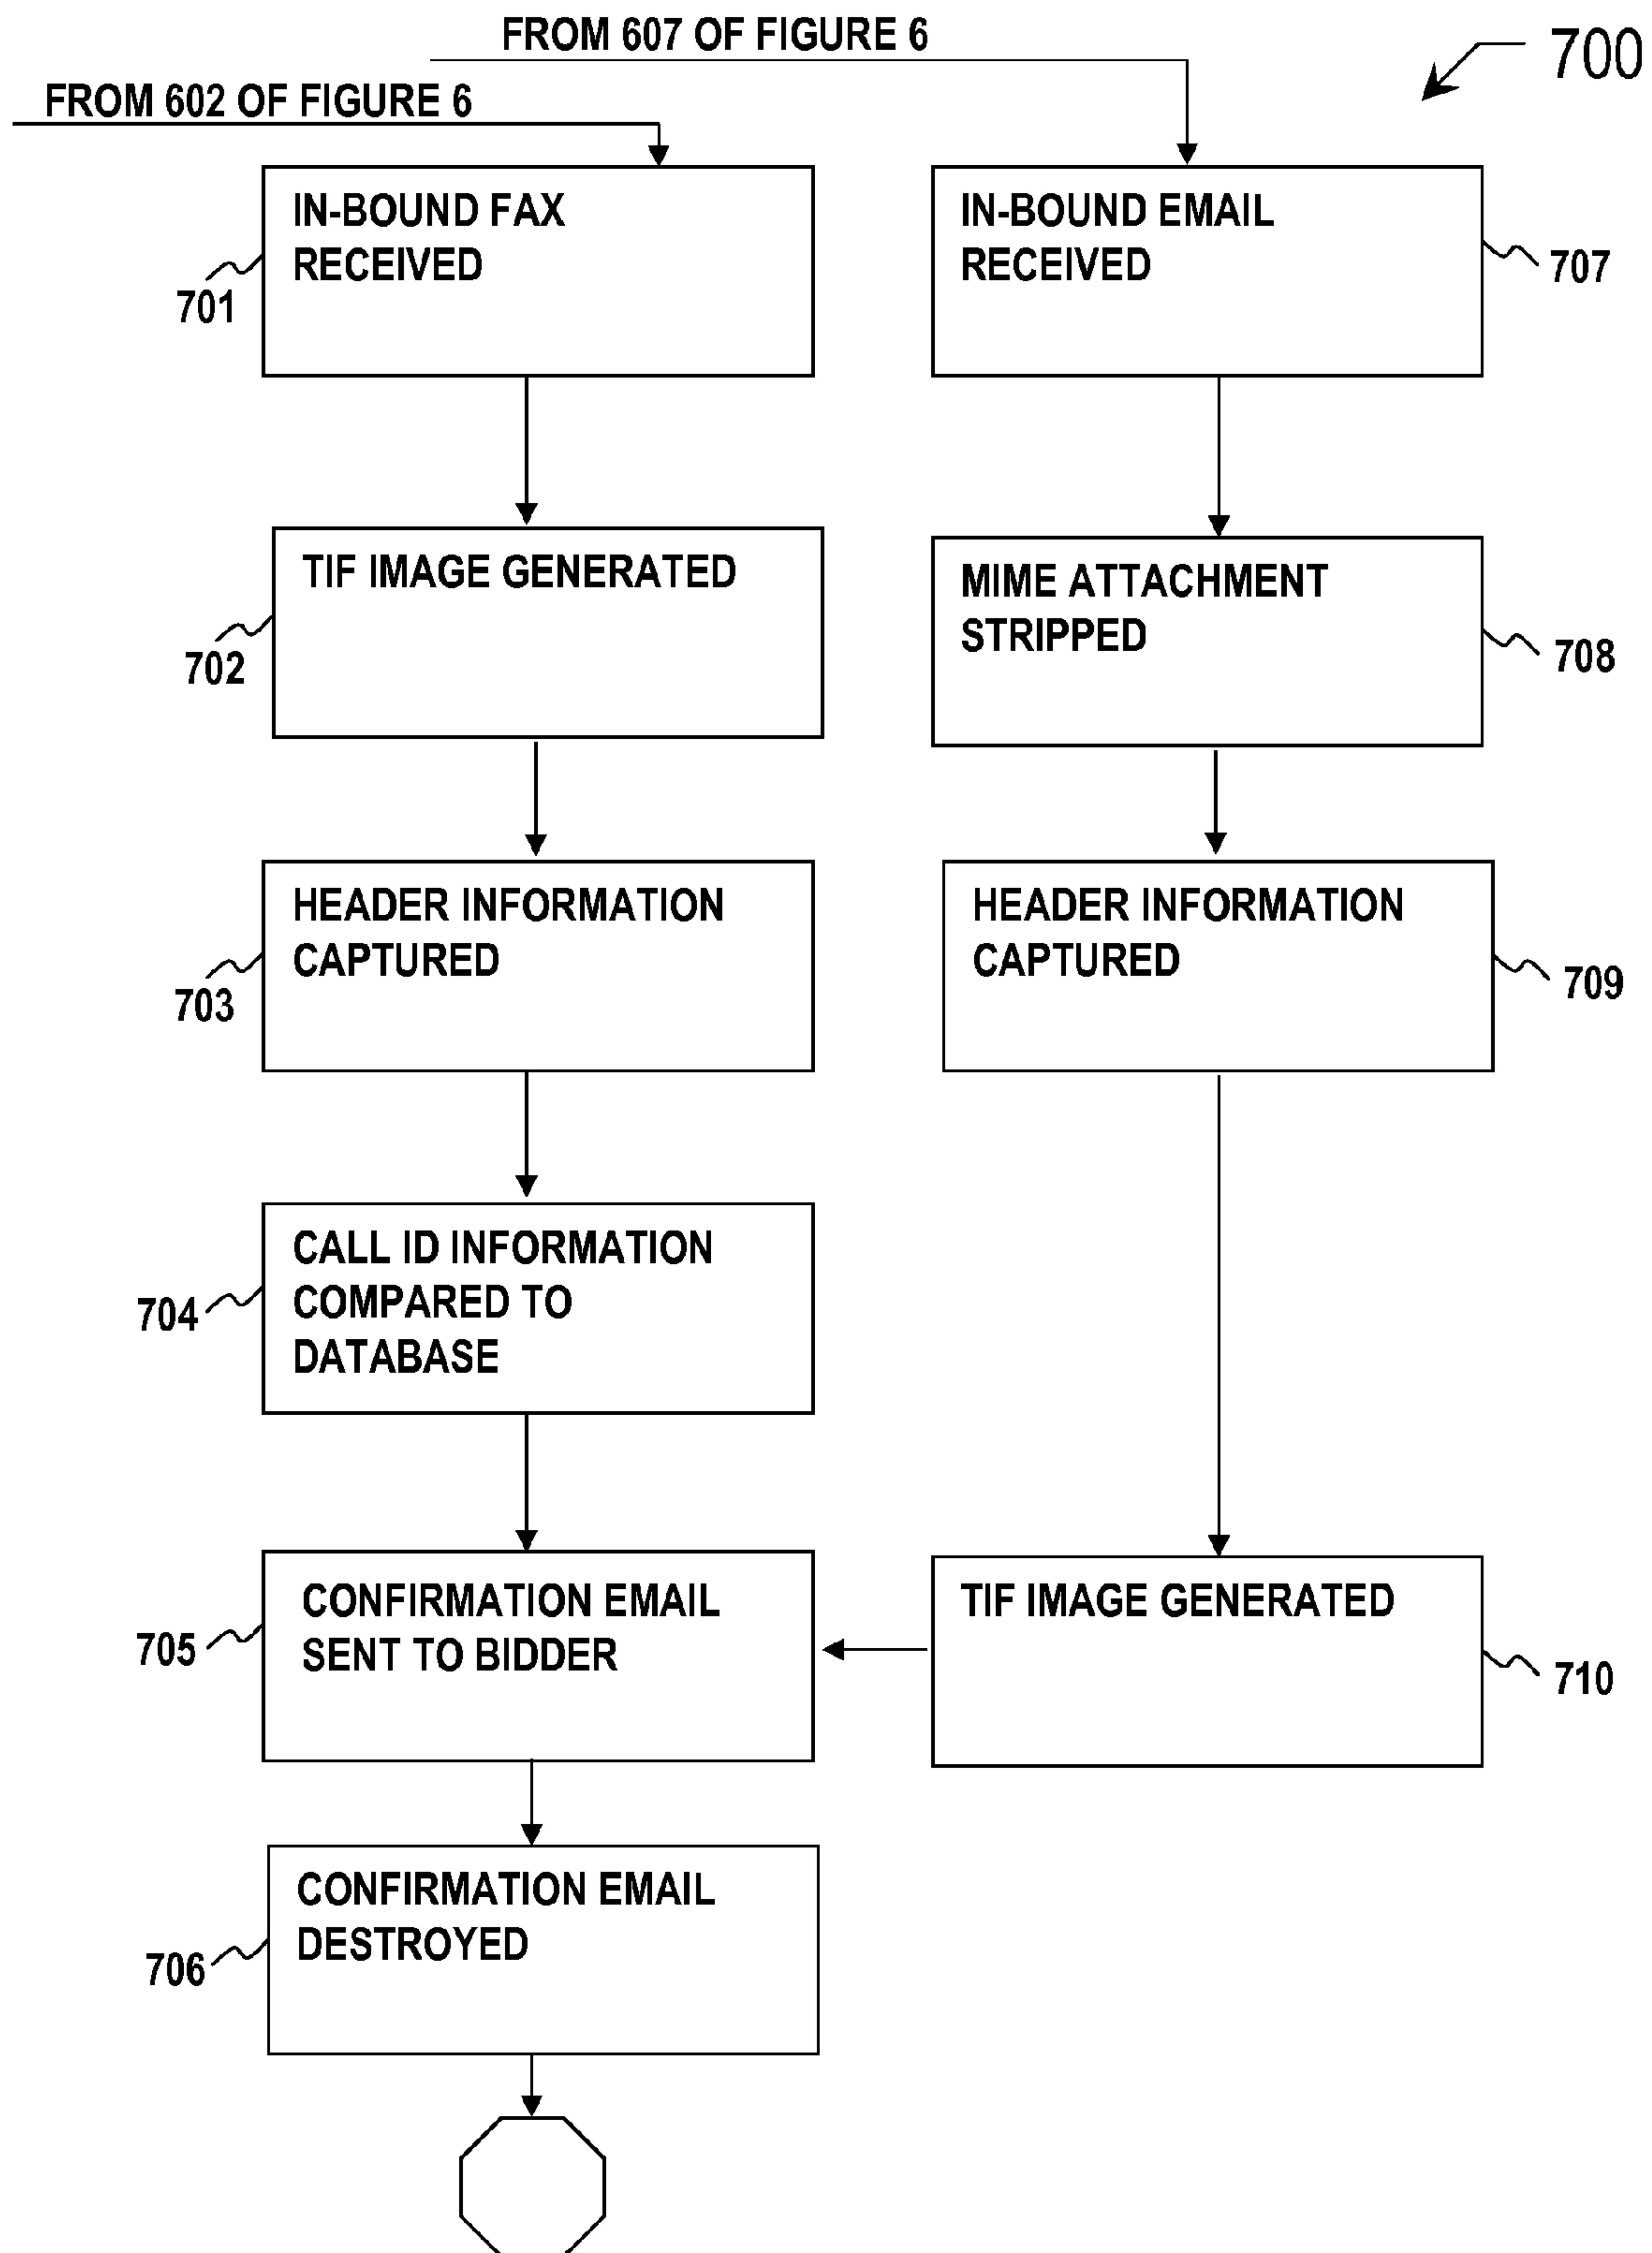 FROM 607 OF FIGURE 6
700
FROM 602 OF FIGURE 6
IN-BOUND FAX
RECEIVED
701
IN-BOUND EMAIL
RECEIVED
707
TIF IMAGE GENERATED
702
MIME ATTACHMENT
STRIPPED
708
HEADER INFORMATION
CAPTURED
703
HEADER INFORMATION
CAPTURED
709
CALL ID INFORMATION
COMPARED TO
DATABASE
704
CONFIRMATION EMAIL
SENT TO BIDDER
705
TIF IMAGE GENERATED
710
CONFIRMATION EMAIL
DESTROYED
706